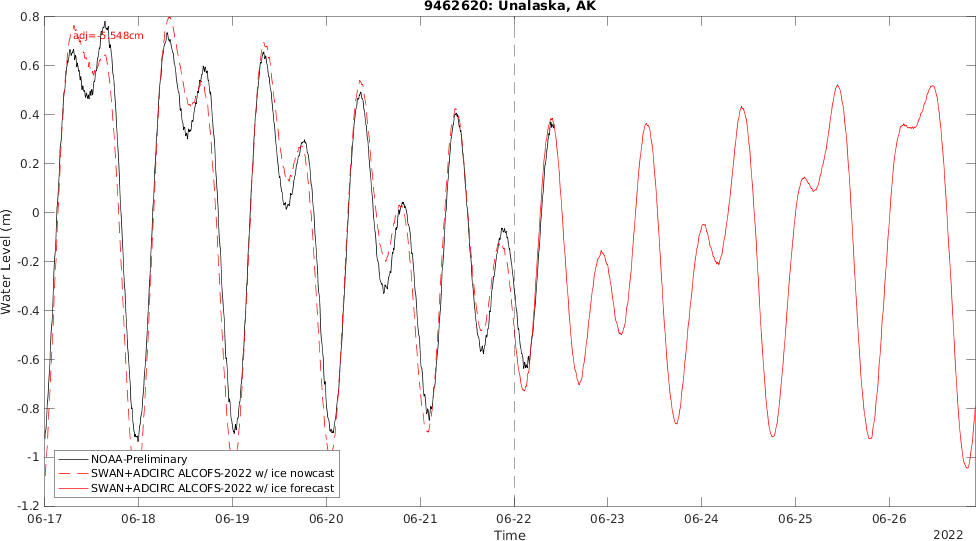 9462620: Unalaska, AK
adj=-5.548cm
Water Level (m)
0.8
0.6
0.4
0.2
0
-0.2
-0.4
-0.6
-0.8
-1
-1.2
NOAA-Preliminary
SWAN+ADCIRC ALCOFS-2022 w/ ice nowcast
SWAN+ADCIRC ALCOFS-2022 w/ ice forecast
06-17 06-18 06-19 06-20 06-21 06-22 06-23 06-24 06-25 06-26
Time
2022